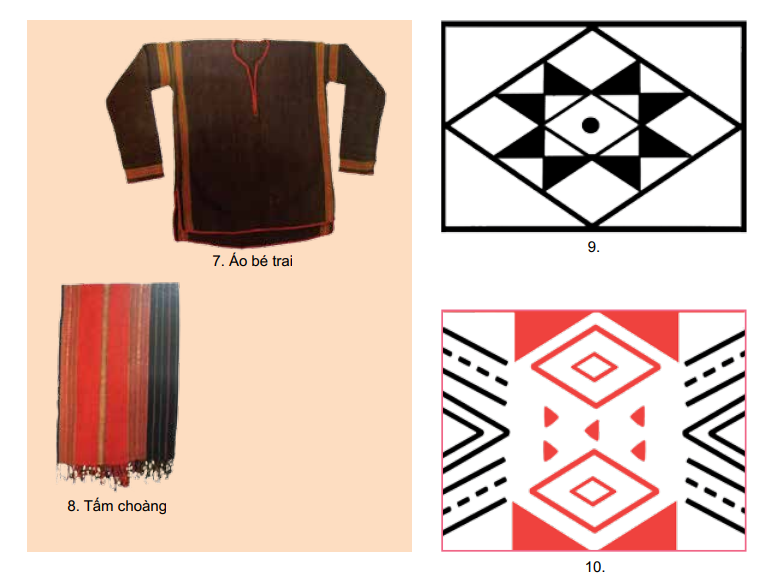 7. Áo bé trai
8. Tấm choàng
9.
10.